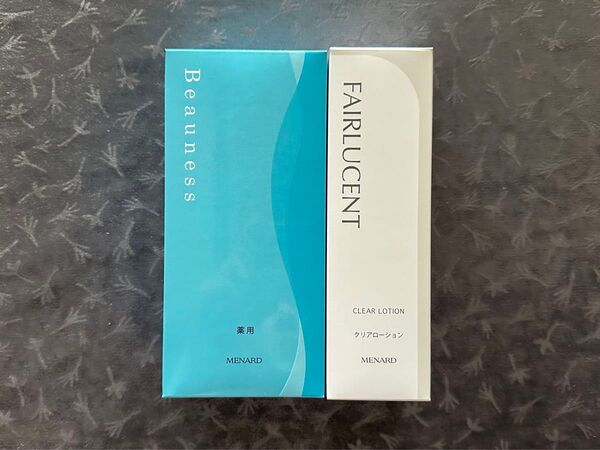 Beauness
薬用
MENARD
FAIRLUCENT
CLEAR LOTION
クリアローション
MENARD